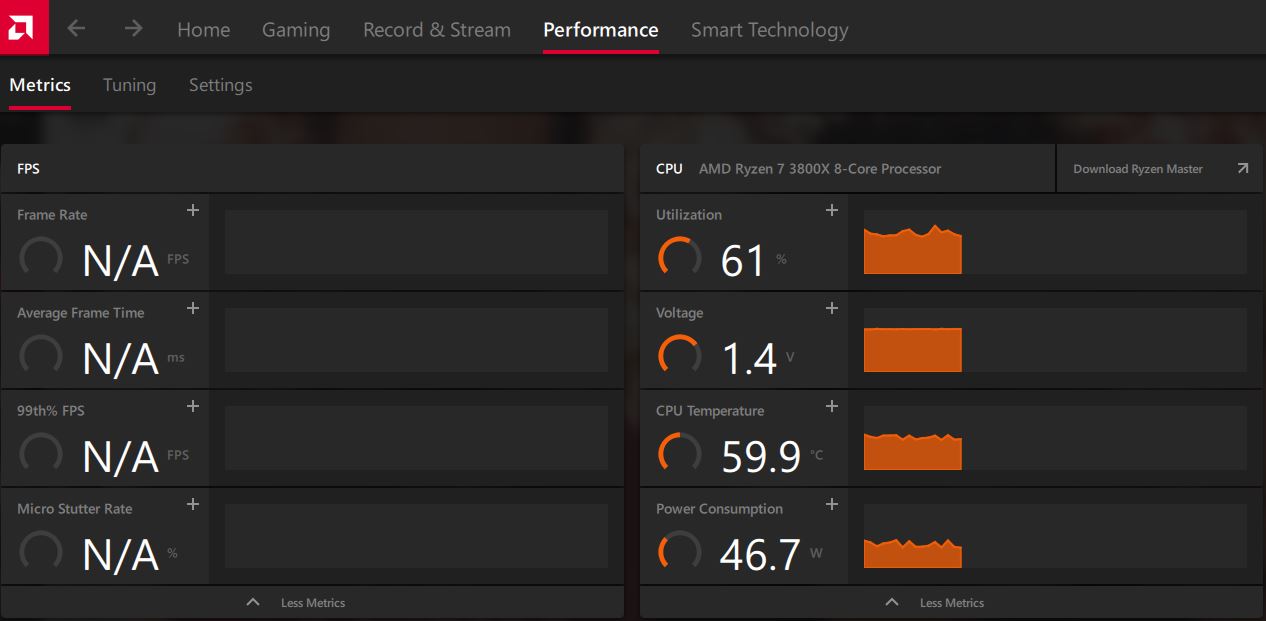 Home Gaming Record & Stream Performance Smart Technology
Metrics Tuning Settings
FPS
Frame Rate
N/A FPS
Average Frame Time
N/A ms
99th% FPS
N/A FPS
Micro Stutter Rate
N/A %
Less Metrics
CPU AMD Ryzen 7 3800X 8-Core Processor Download Ryzen Master
Utilization
61 %
Voltage
1.4 V
CPU Temperature
59.9 °C
Power Consumption
46.7 W
Less Metrics